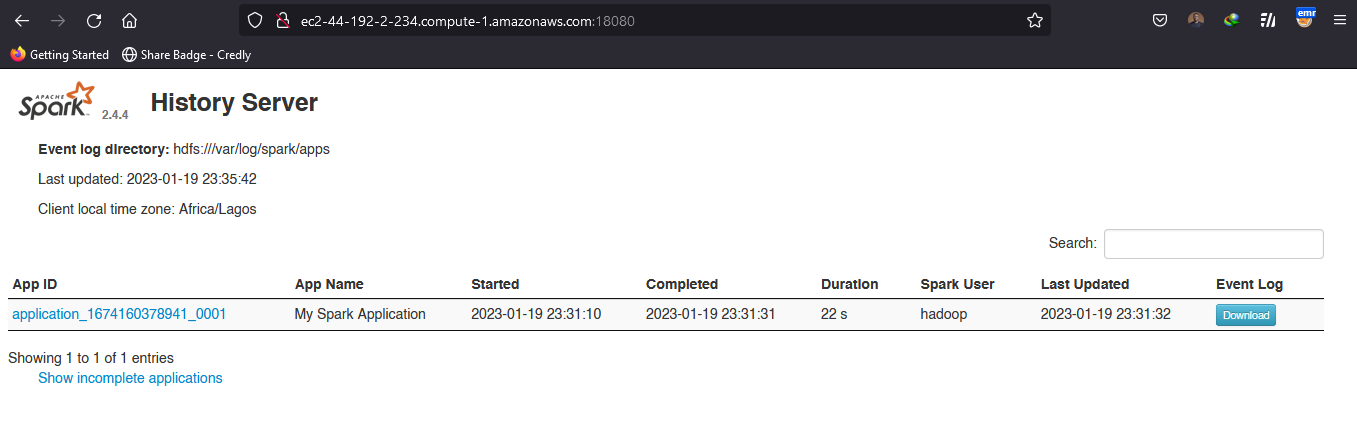 ec2-44-192-2-234.compute-1.amazonaws.com:18080
emr
Getting Started Share Badge - Credly
APACHE
Spark 2.4.4 History Server
Event log directory: hdfs:///var/log/spark/apps
Last updated: 2023-01-19 23:35:42
Client local time zone: Africa/Lagos
Search:
App ID App Name Started Completed Duration Spark User Last Updated Event Log
application_1674160378941_0001 My Spark Application 2023-01-19 23:31:10 2023-01-19 23:31:31 22 s hadoop 2023-01-19 23:31:32 Download
Showing 1 to 1 of 1 entries
Show incomplete applications